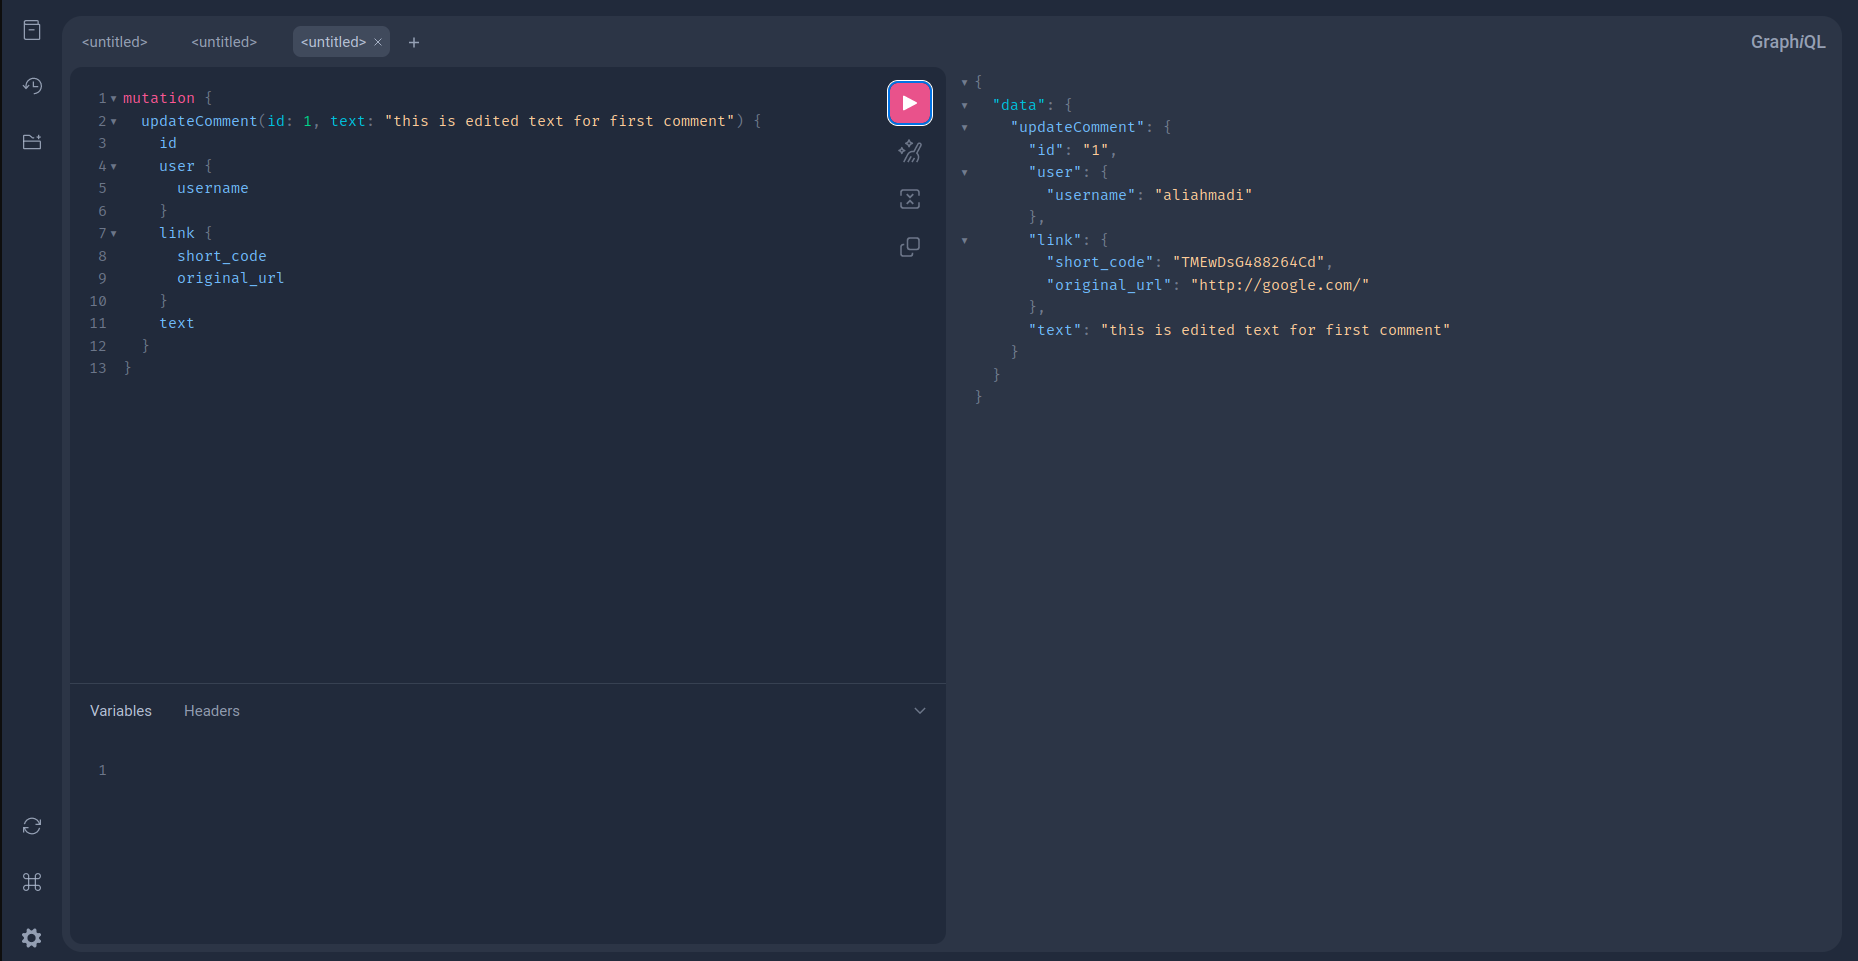 <untitled>
<untitled>
<untitled>
GraphiQL
1 mutation {
2 updateComment(id: 1, text: "this is edited text for first comment") {
3 id
4 user {
5 username
6 }
7 link {
8 short_code
9 original_url
10 }
11 text
12 }
13 }
{
"data": {
"updateComment": {
"id": "1",
"user": {
"username": "aliahmadi"
},
"link": {
"short_code": "TMEwDsG488264Cd",
"original_url": "http://google.com/"
},
"text": "this is edited text for first comment"
}
}
}
Variables Headers
1